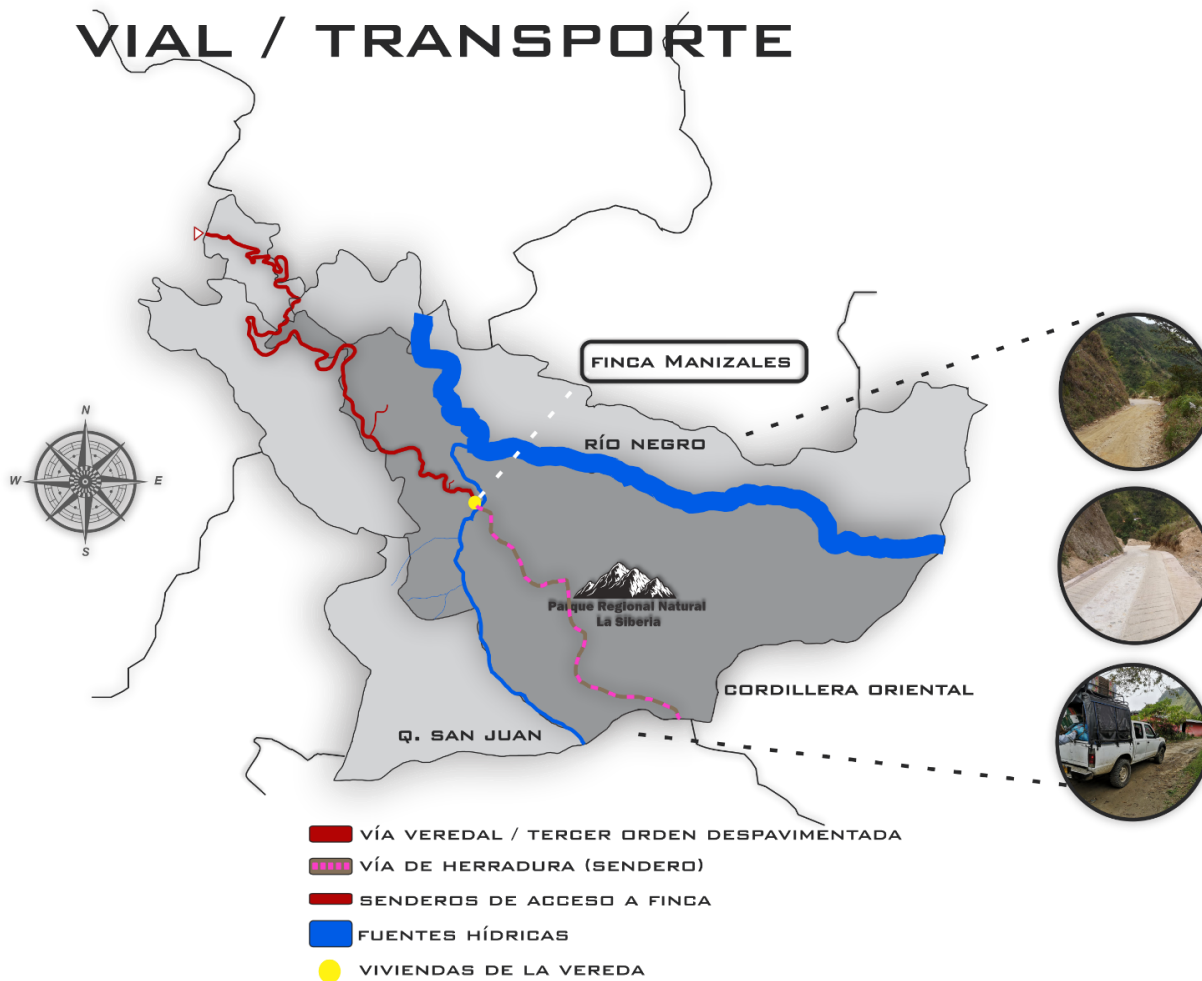 VIAL / TRANSPORTE
FINCA MANIZALES
RÍO NEGRO
N
W
E
S
Parque Regional Natural
La Siberia
CORDILLERA ORIENTAL
Q. SAN JUAN
VÍA VEREDAL / TERCER ORDEN DESPAVIMENTADA
VÍA DE HERRADURA (SENDERO)
SENDEROS DE ACCESO A FINCA
FUENTES HÍDRICAS
VIVIENDAS DE LA VEREDA